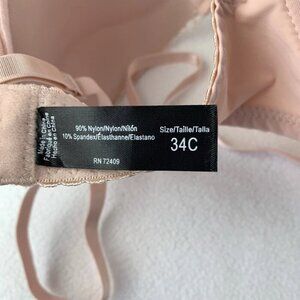 Made in China
Fabriqué en Chine
Hecho en China
90% Nylon/Nylon/Nilón
10% Spandex/Élasthanne/Elastano
RN 72409
Size/Taille/Talla
34C